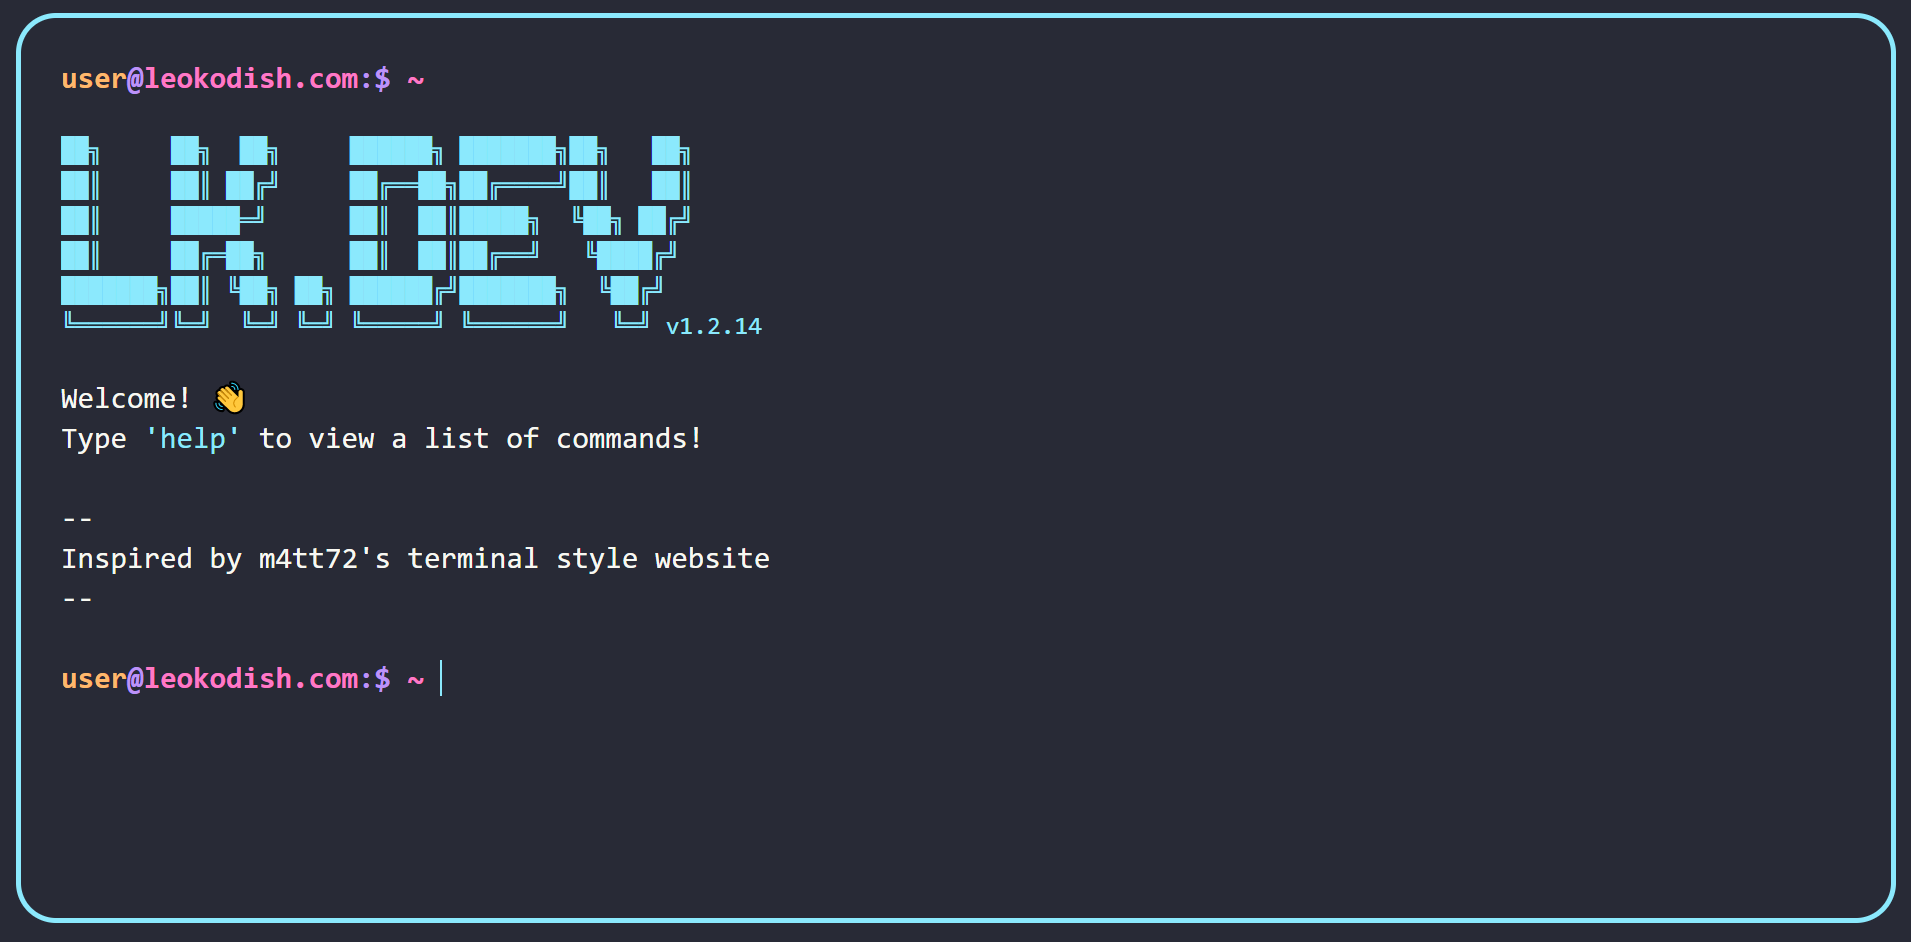 user@leokodish.com:$ ~
LK.DEV v1.2.14
Welcome! 👋
Type 'help' to view a list of commands!
--
Inspired by m4tt72's terminal style website
--
user@leokodish.com:$ ~